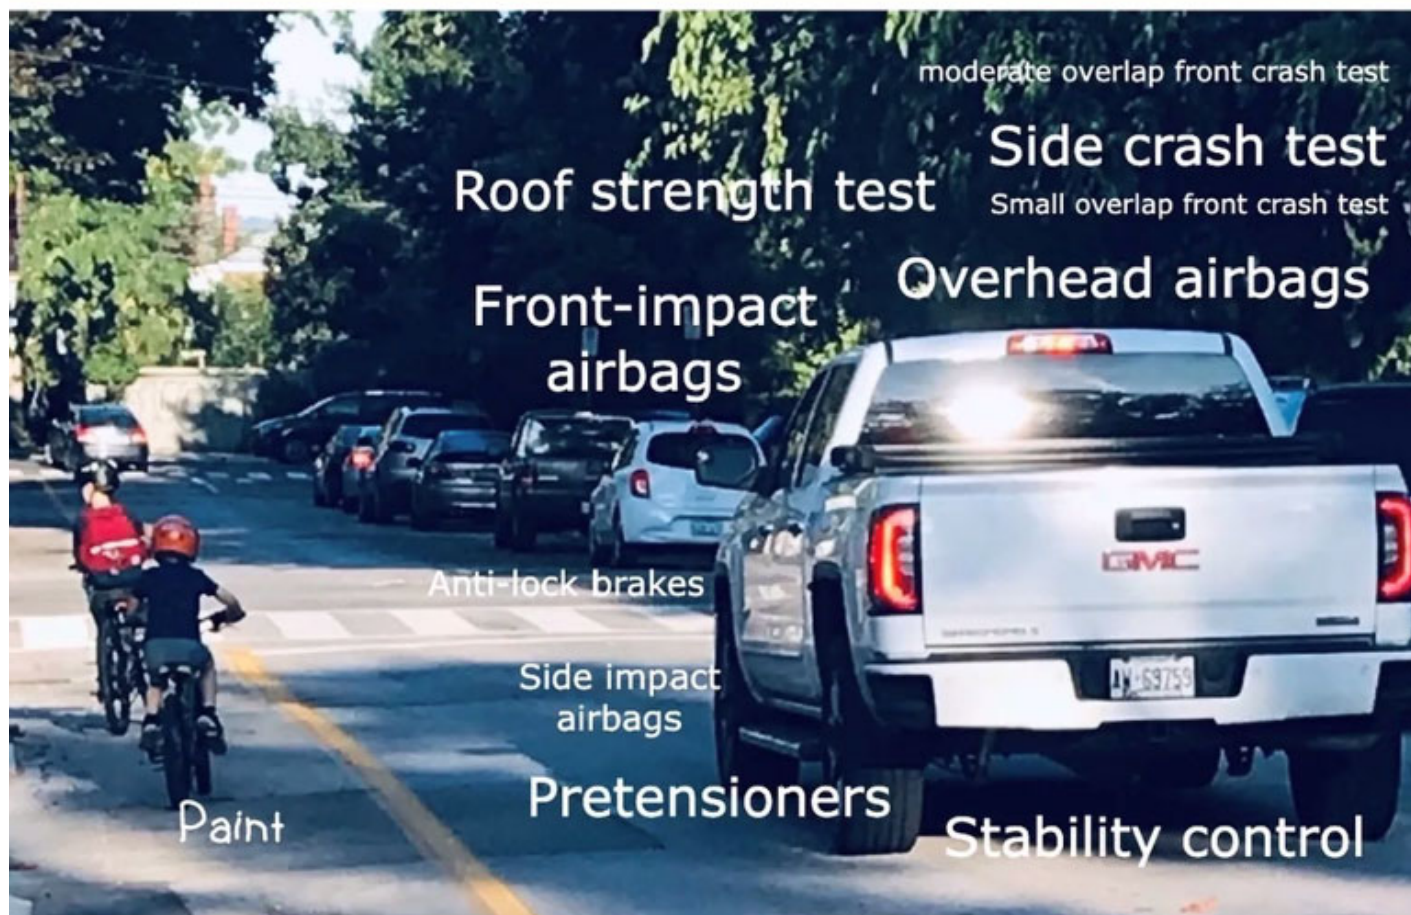 moderate overlap front crash test
Side crash test
Roof strength test
Small overlap front crash test
Overhead airbags
Front-impact
airbags
GMC
Anti-lock brakes
Side impact
airbags
Pretensioners
Paint
Stability control